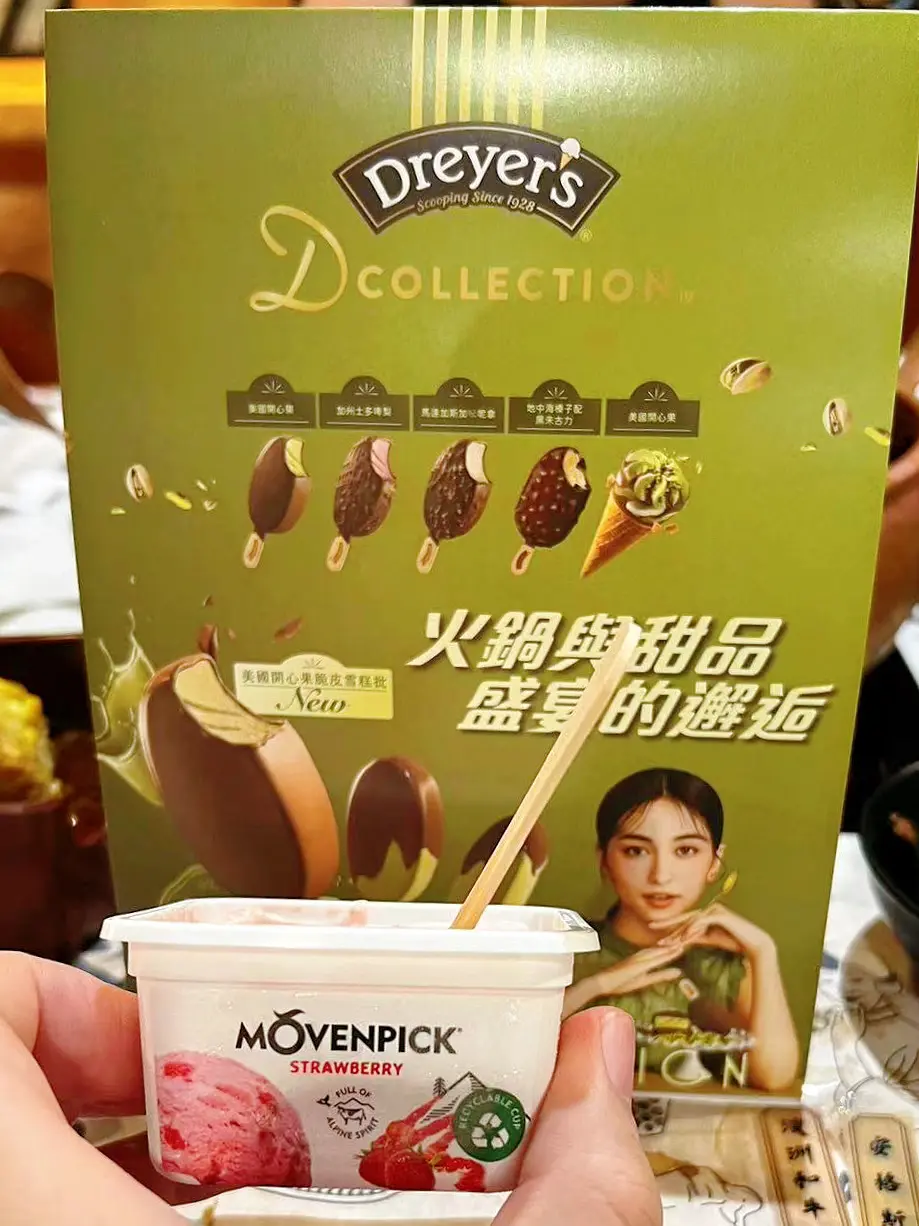 Dreyer's
Scooping Since 1928
D COLLECTION
美國開心果
加州士多啤梨
馬達加斯加呍呢拿
地中海榛子配
黑朱古力
美國開心果
火鍋與甜品
盛宴的邂逅
美國開心果脆皮雪糕批
New
MÖVENPICK
STRAWBERRY
FULL OF
ALPINE SPIRIT
RECYCLABLE CUP
ION
澳洲和牛
安格斯